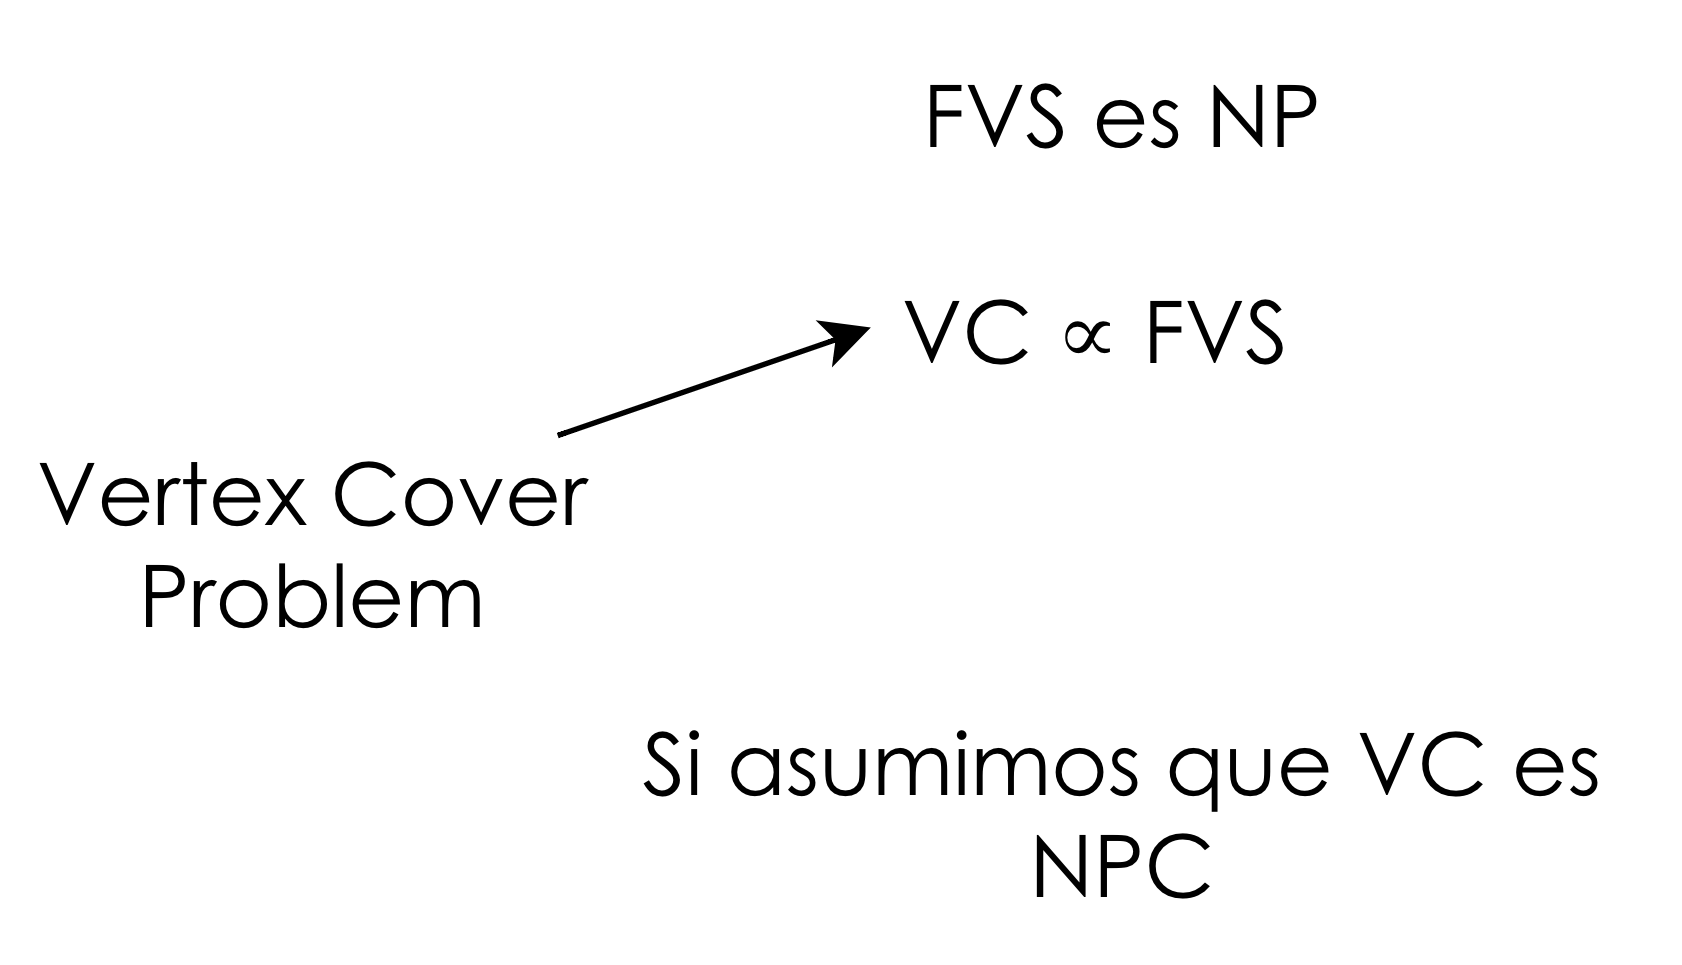 FVS es NP
VC ∝ FVS
Vertex Cover
Problem
Si asumimos que VC es
NPC